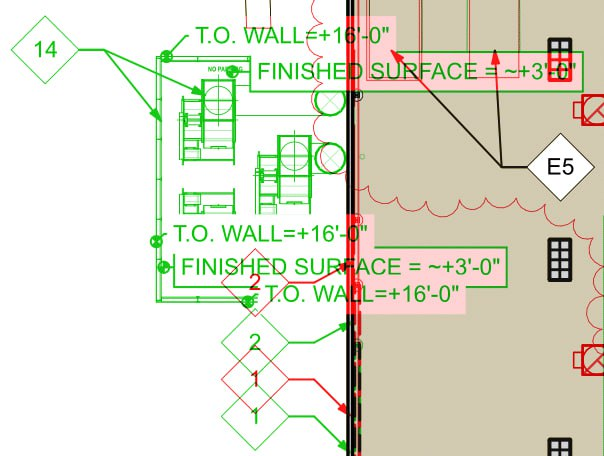 T.O. WALL=+16'-0"
14
NO PARKING
FINISHED SURFACE = ~+3'-0"
E5
T.O. WALL=+16'-0"
FINISHED SURFACE = ~+3'-0"
2
T.O. WALL=+16'-0"
2
1
1